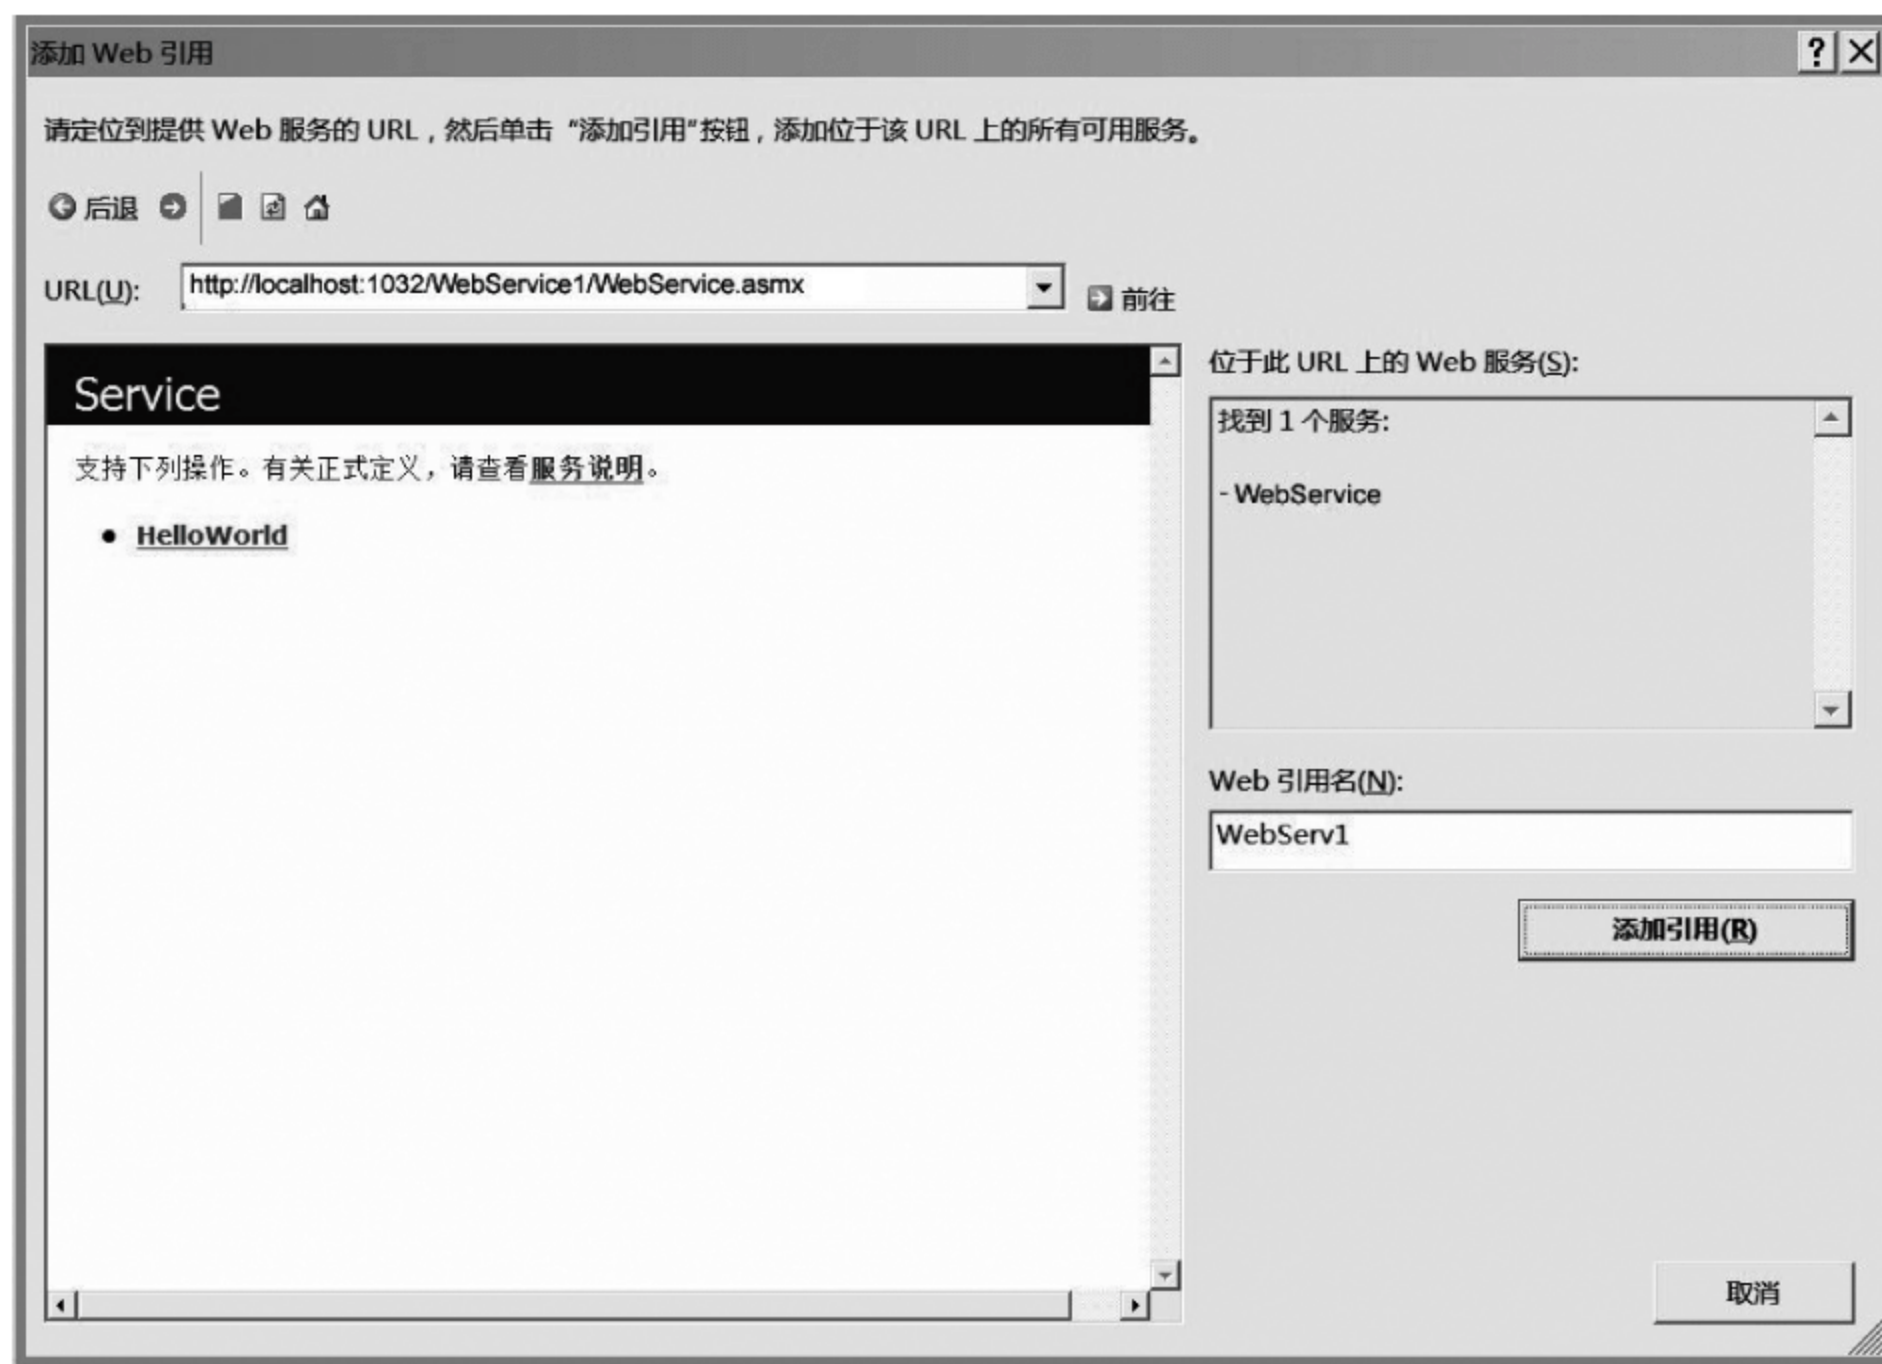 添加 Web 引用
请定位到提供 Web 服务的 URL，然后单击 “添加引用”按钮，添加位于该 URL 上的所有可用服务。
后退
URL(U): http://localhost:1032/WebService1/WebService.asmx 前往
Service
支持下列操作。有关正式定义，请查看服务说明。
• HelloWorld
位于此 URL 上的 Web 服务(S):
找到 1 个服务:
- WebService
Web 引用名(N):
WebServ1
添加引用(R)
取消